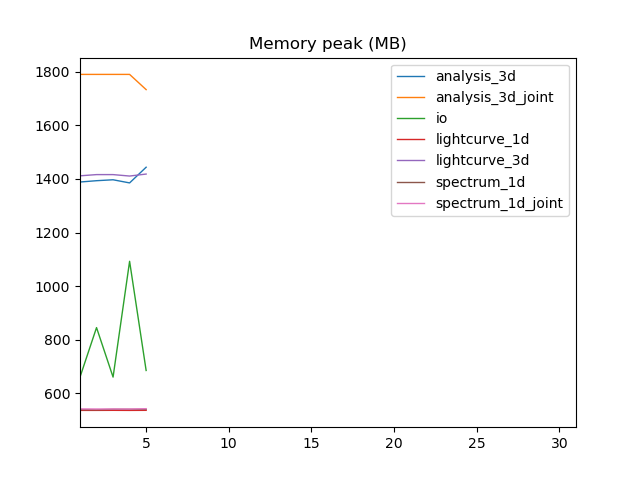 Memory peak (MB)
1800
1600
1400
1200
1000
800
600
5
10
15
20
25
30
analysis_3d
analysis_3d_joint
io
lightcurve_1d
lightcurve_3d
spectrum_1d
spectrum_1d_joint